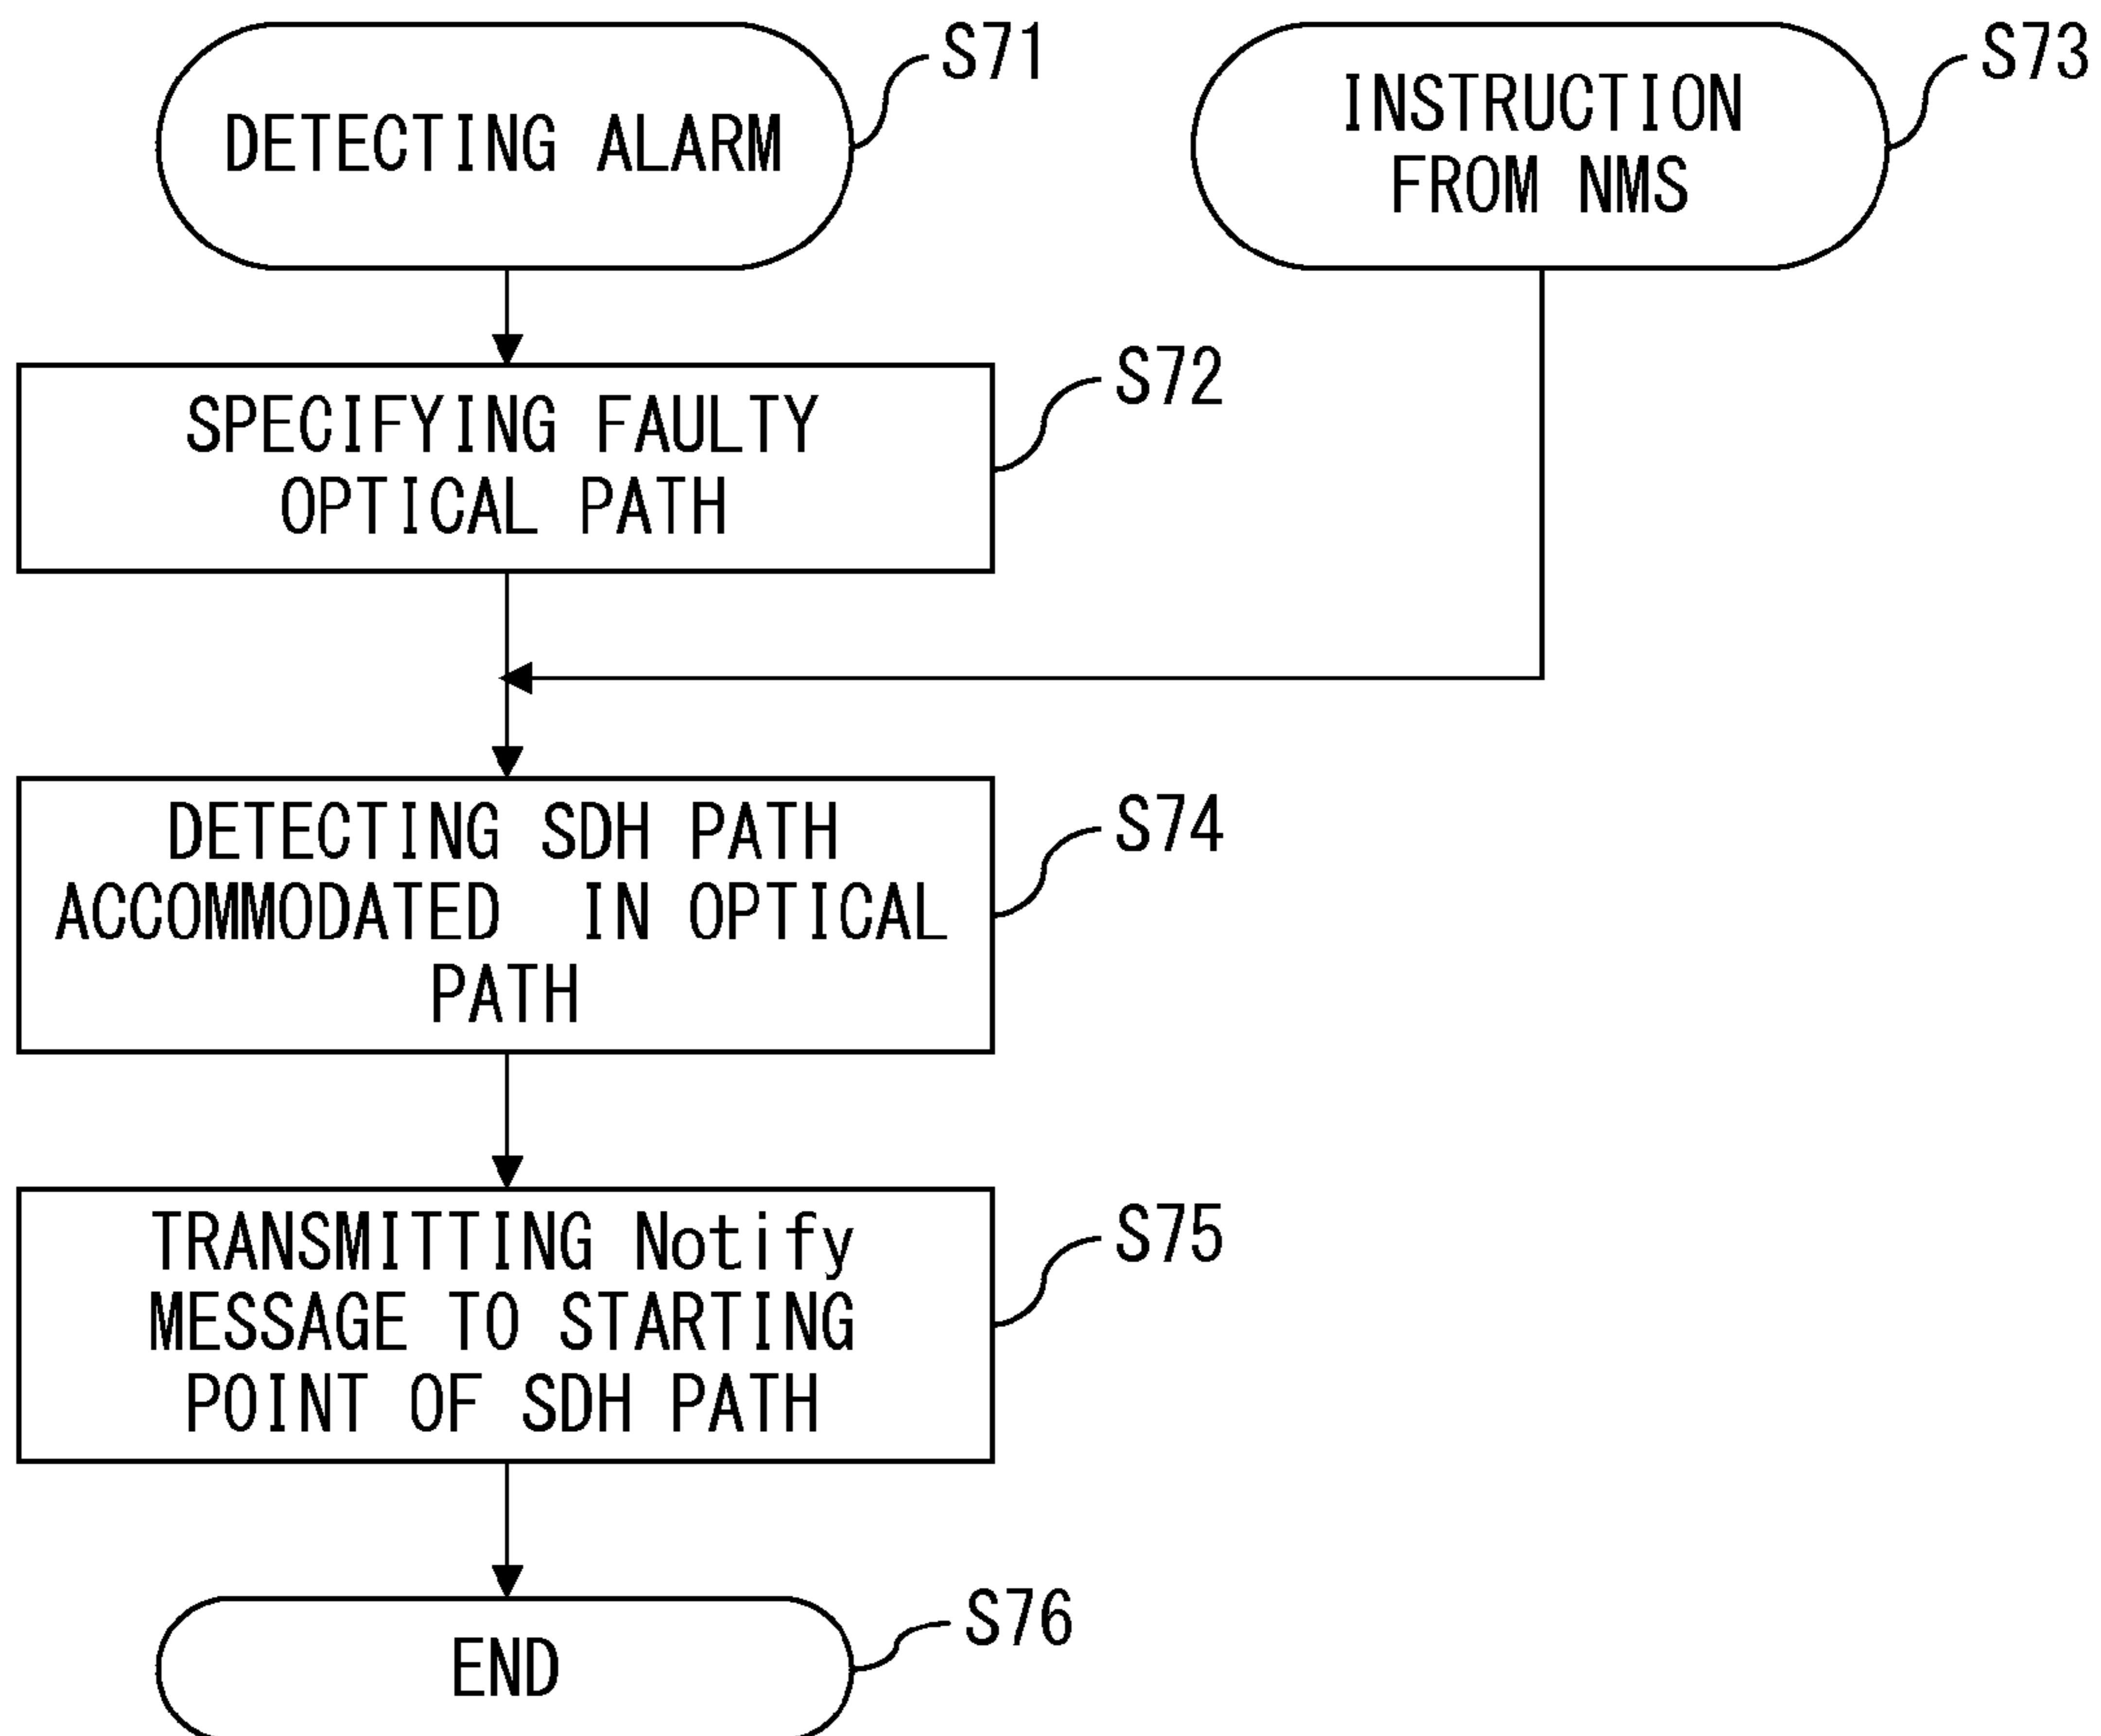 DETECTING ALARM
S71
INSTRUCTION
FROM NMS
S73
SPECIFYING FAULTY
OPTICAL PATH
S72
DETECTING SDH PATH
ACCOMMODATED IN OPTICAL
PATH
S74
TRANSMITTING Notify
MESSAGE TO STARTING
POINT OF SDH PATH
S75
END
S76